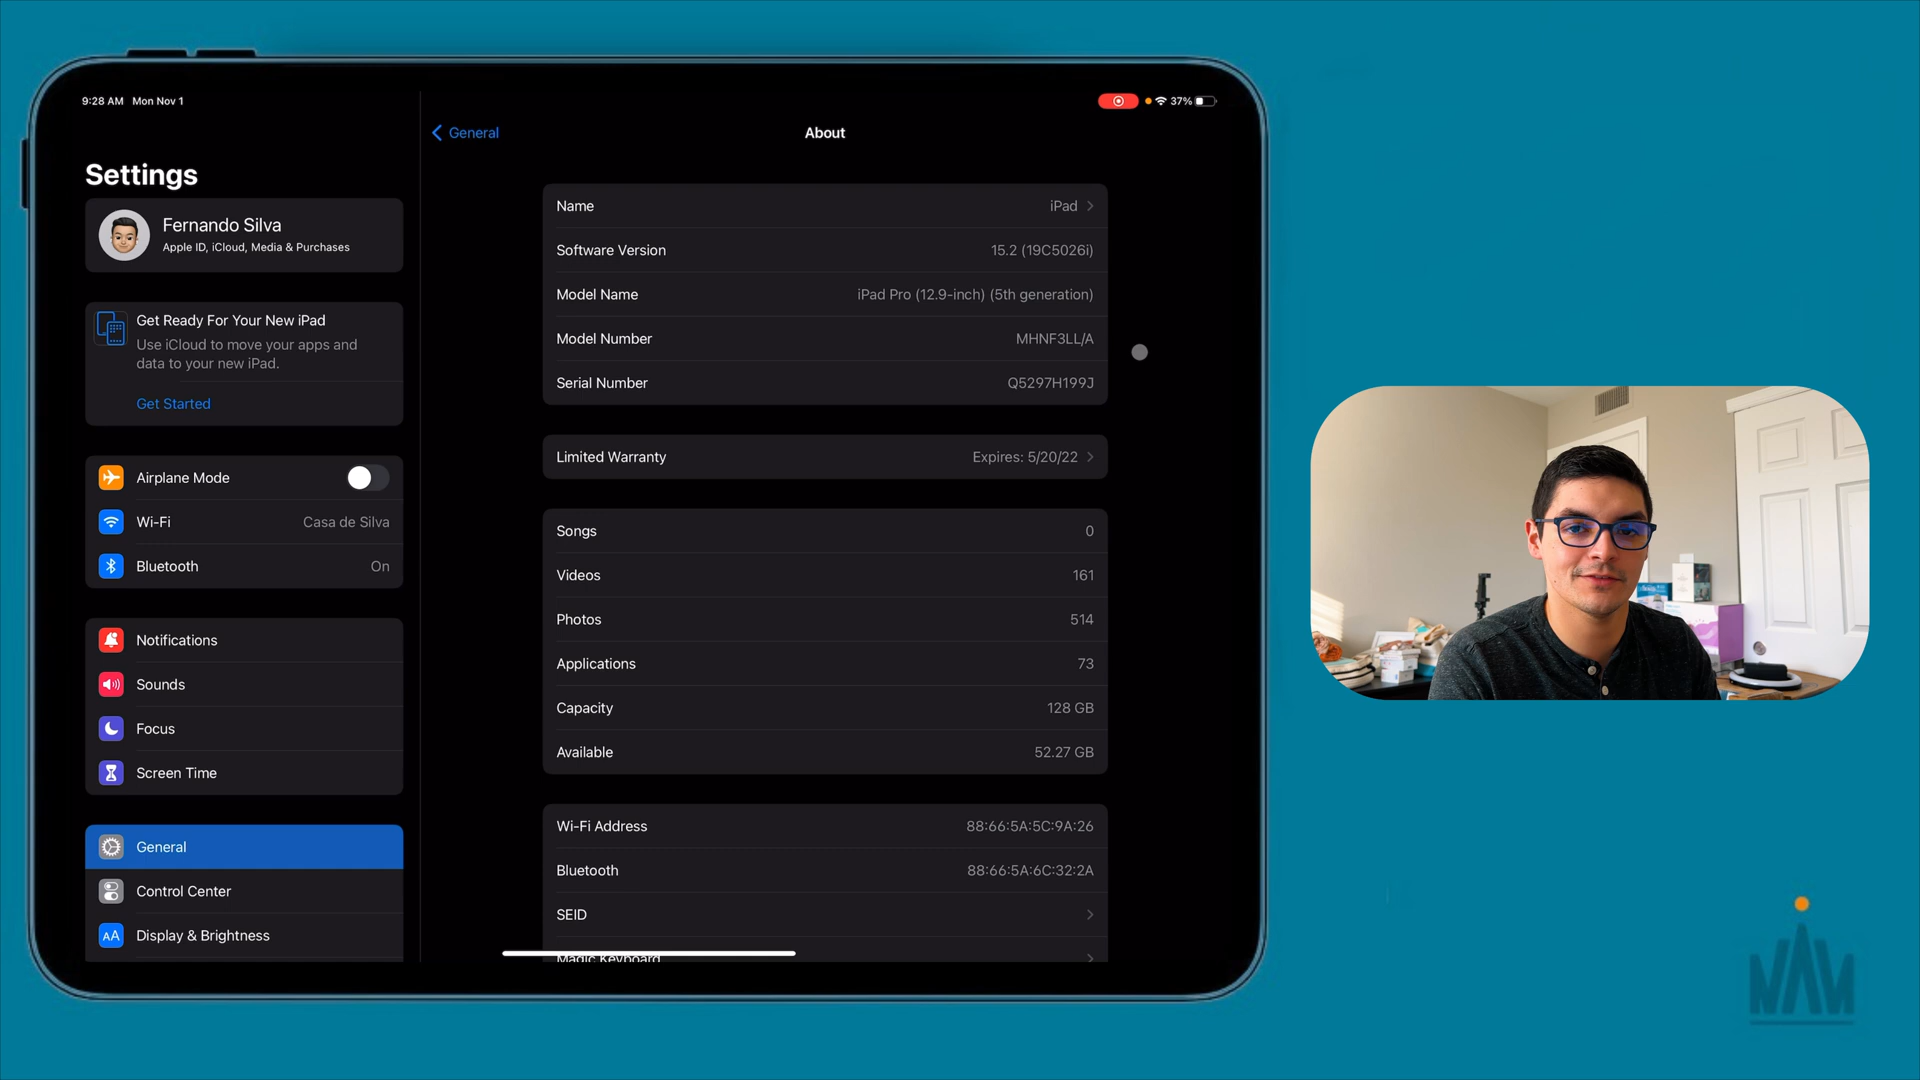 9:28 AM Mon Nov 1
37%
Settings
Fernando Silva
Apple ID, iCloud, Media & Purchases
Get Ready For Your New iPad
Use iCloud to move your apps and
data to your new iPad.
Get Started
Airplane Mode
Wi-Fi Casa de Silva
Bluetooth On
Notifications
Sounds
Focus
Screen Time
General
Control Center
AA Display & Brightness
General
About
Name iPad
Software Version 15.2 (19C5026i)
Model Name iPad Pro (12.9-inch) (5th generation)
Model Number MHNF3LL/A
Serial Number Q5297H199J
Limited Warranty Expires: 5/20/22
Songs 0
Videos 161
Photos 514
Applications 73
Capacity 128 GB
Available 52.27 GB
Wi-Fi Address 88:66:5A:5C:9A:26
Bluetooth 88:66:5A:6C:32:2A
SEID
Magic Keyboard